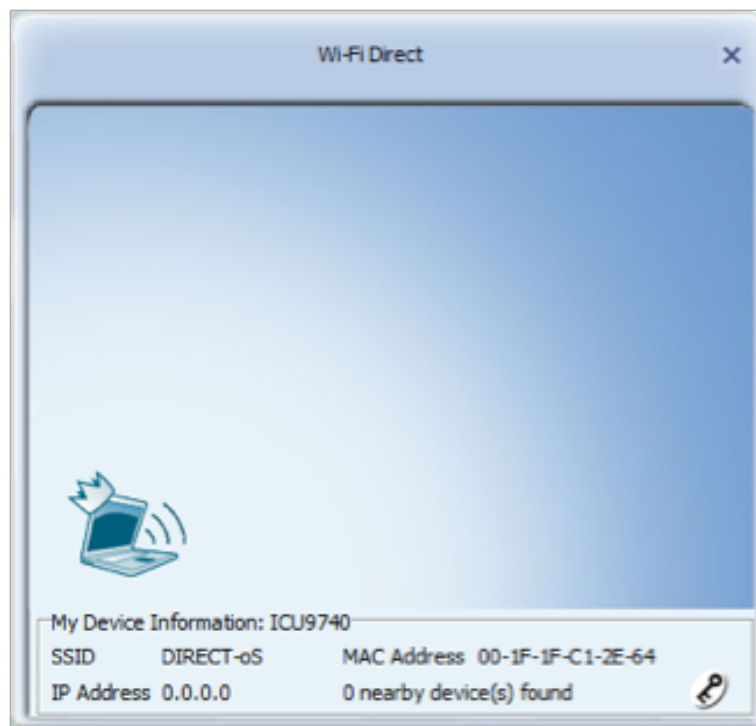 Wi-Fi Direct
My Device Information: ICU9740
SSID DIRECT-oS MAC Address 00-1F-1F-C1-2E-64
IP Address 0.0.0.0 0 nearby device(s) found